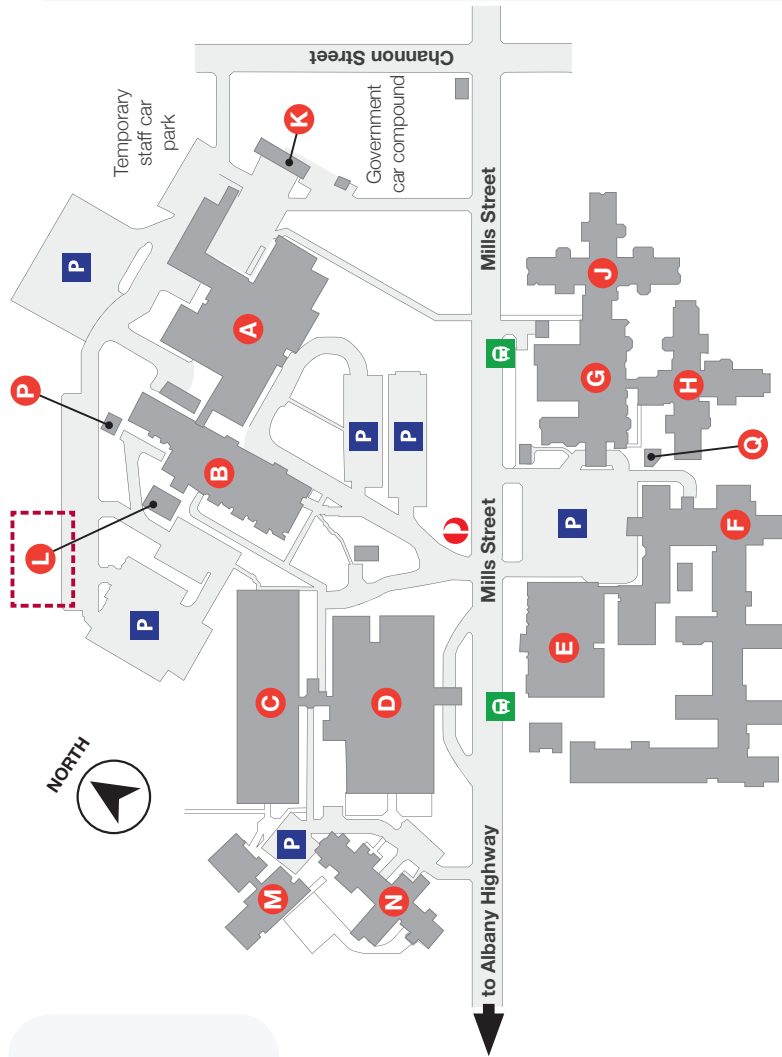 Channon Street
Temporary
staff car
park
K
Government
car compound
P
Mills Street
J
A
P
G
H
B
P
P
Q
L
Mills Street
P
F
P
E
C
D
NORTH
P
M
N
to Albany Highway